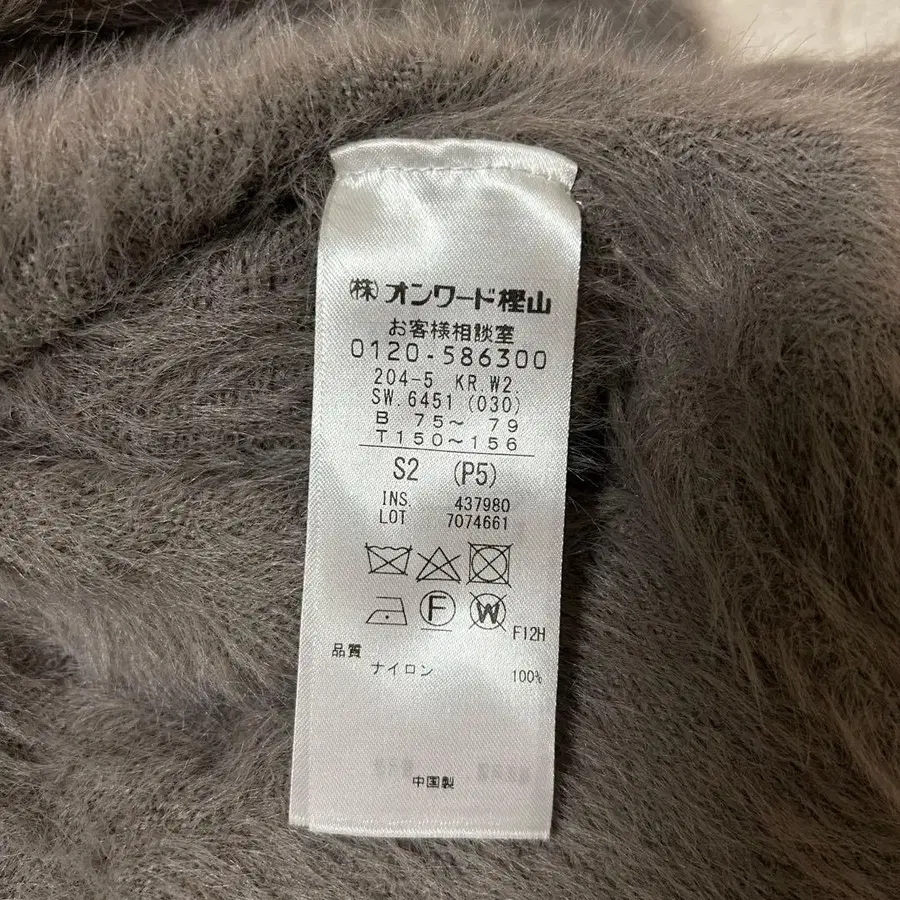 ㈱オンワード樫山
お客様相談室
0120-586300
204-5 KR.W2.
SW.6451 (030)
B 75〜 79
T150〜156
S2 (P5)
INS. 437980
LOT 7074661
F
W
F12H
品質
ナイロン 100%
中国製